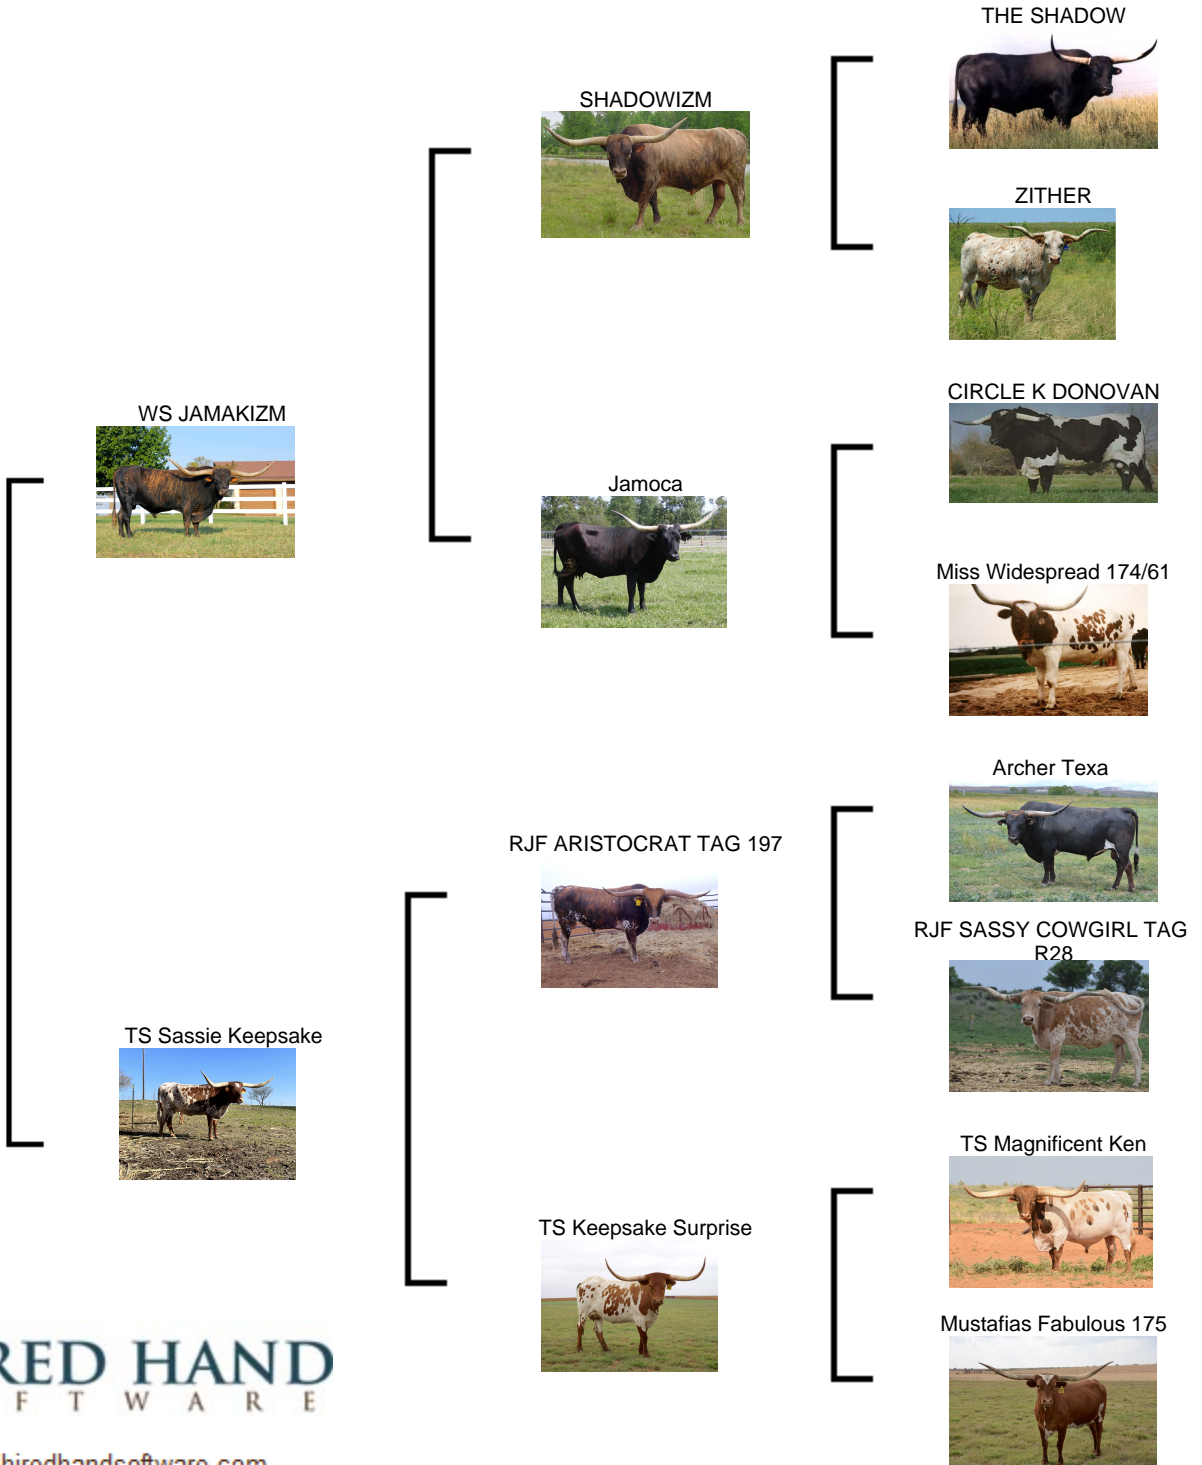 THE SHADOW
SHADOWIZM
ZITHER
CIRCLE K DONOVAN
WS JAMAKIZM
Jamoca
Miss Widespread 174/61
Archer Texa
RJF ARISTOCRAT TAG 197
RJF SASSY COWGIRL TAG
R28
TS Sassie Keepsake
TS Magnificent Ken
TS Keepsake Surprise
Mustafias Fabulous 175
RED HAND
F T W A R E
hiredhandsoftware.com